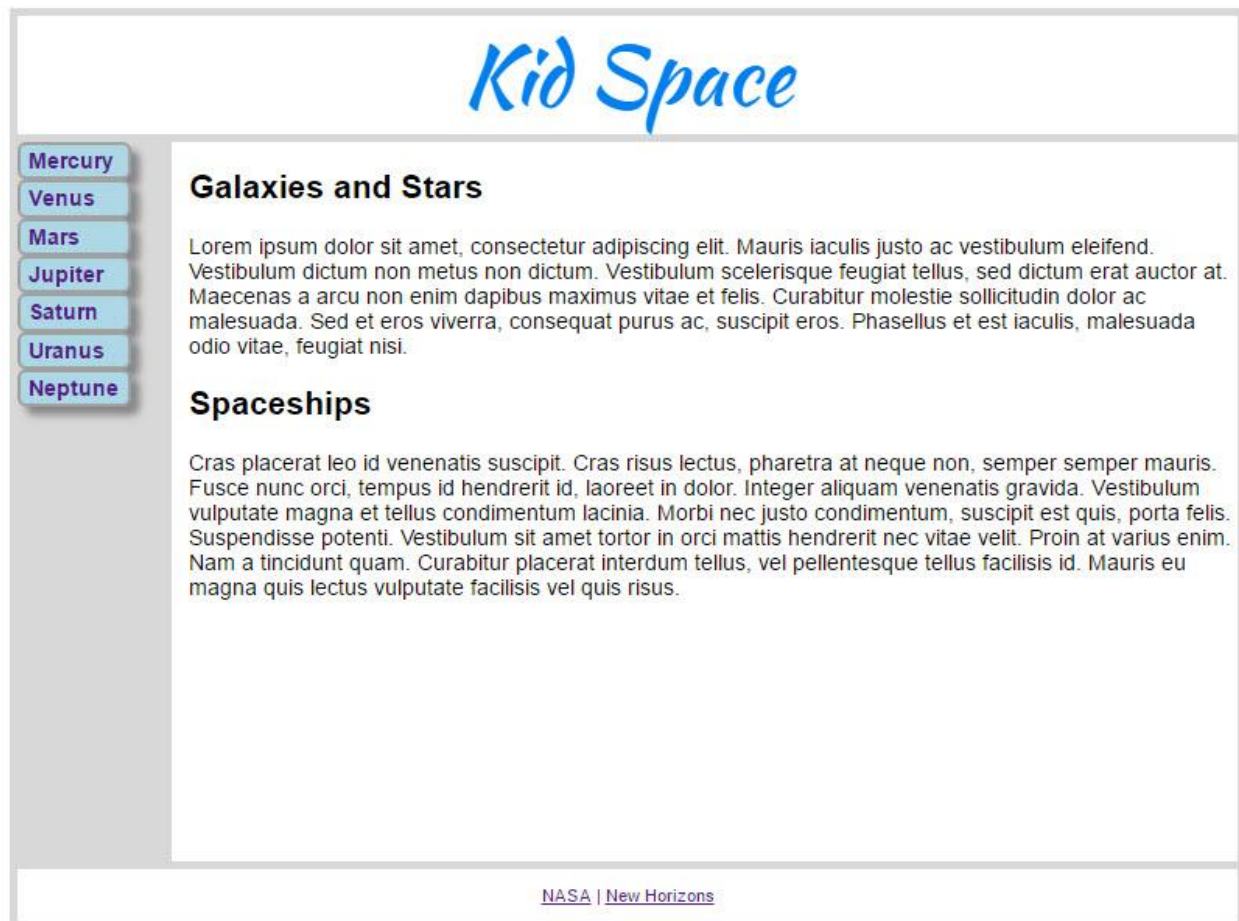 Kid Space
Mercury
Venus
Mars
Jupiter
Saturn
Uranus
Neptune
Galaxies and Stars
Lorem ipsum dolor sit amet, consectetur adipiscing elit. Mauris iaculis justo ac vestibulum eleifend.
Vestibulum dictum non metus non dictum. Vestibulum scelerisque feugiat tellus, sed dictum erat auctor at.
Maecenas a arcu non enim dapibus maximus vitae et felis. Curabitur molestie sollicitudin dolor ac
malesuada. Sed et eros viverra, consequat purus ac, suscipit eros. Phasellus et est iaculis, malesuada
odio vitae, feugiat nisi.
Spaceships
Cras placerat leo id venenatis suscipit. Cras risus lectus, pharetra at neque non, semper semper mauris.
Fusce nunc orci, tempus id hendrerit id, laoreet in dolor. Integer aliquam venenatis gravida. Vestibulum
vulputate magna et tellus condimentum lacinia. Morbi nec justo condimentum, suscipit est quis, porta felis.
Suspendisse potenti. Vestibulum sit amet tortor in orci mattis hendrerit nec vitae velit. Proin at varius enim.
Nam a tincidunt quam. Curabitur placerat interdum tellus, vel pellentesque tellus facilisis id. Mauris eu
magna quis lectus vulputate facilisis vel quis risus.
NASA | New Horizons